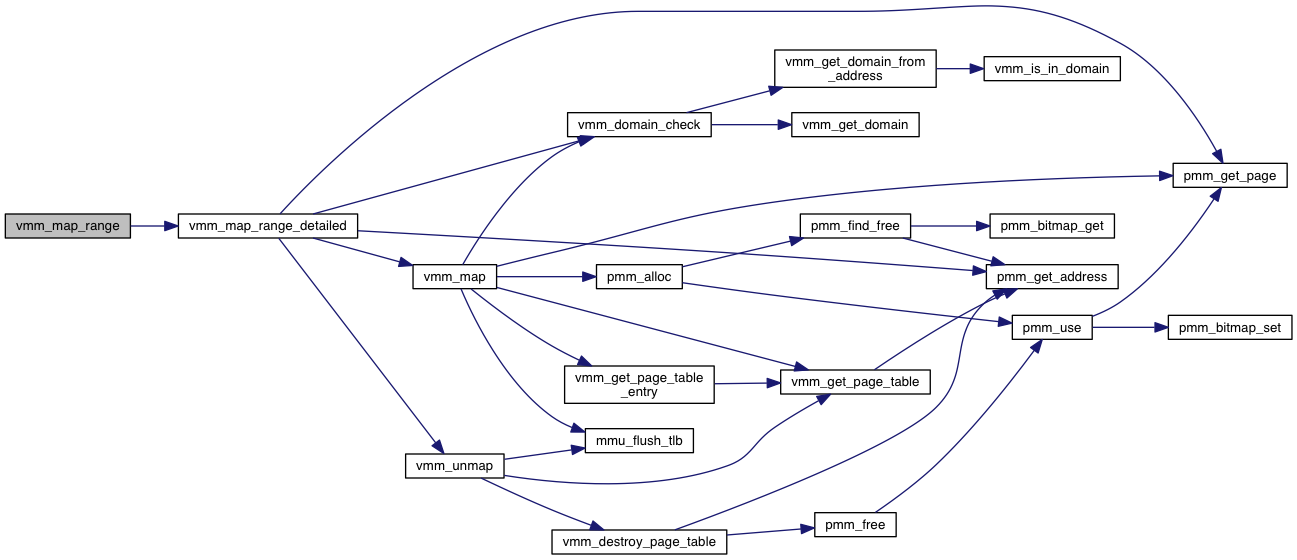 vmm_get_domain_from
_address
vmm_is_in_domain
vmm_domain_check
vmm_get_domain
pmm_get_page
vmm_map_range
vmm_map_range_detailed
pmm_find_free
pmm_bitmap_get
vmm_map
pmm_alloc
pmm_get_address
pmm_use
pmm_bitmap_set
vmm_get_page_table
_entry
vmm_get_page_table
mmu_flush_tlb
vmm_unmap
pmm_free
vmm_destroy_page_table